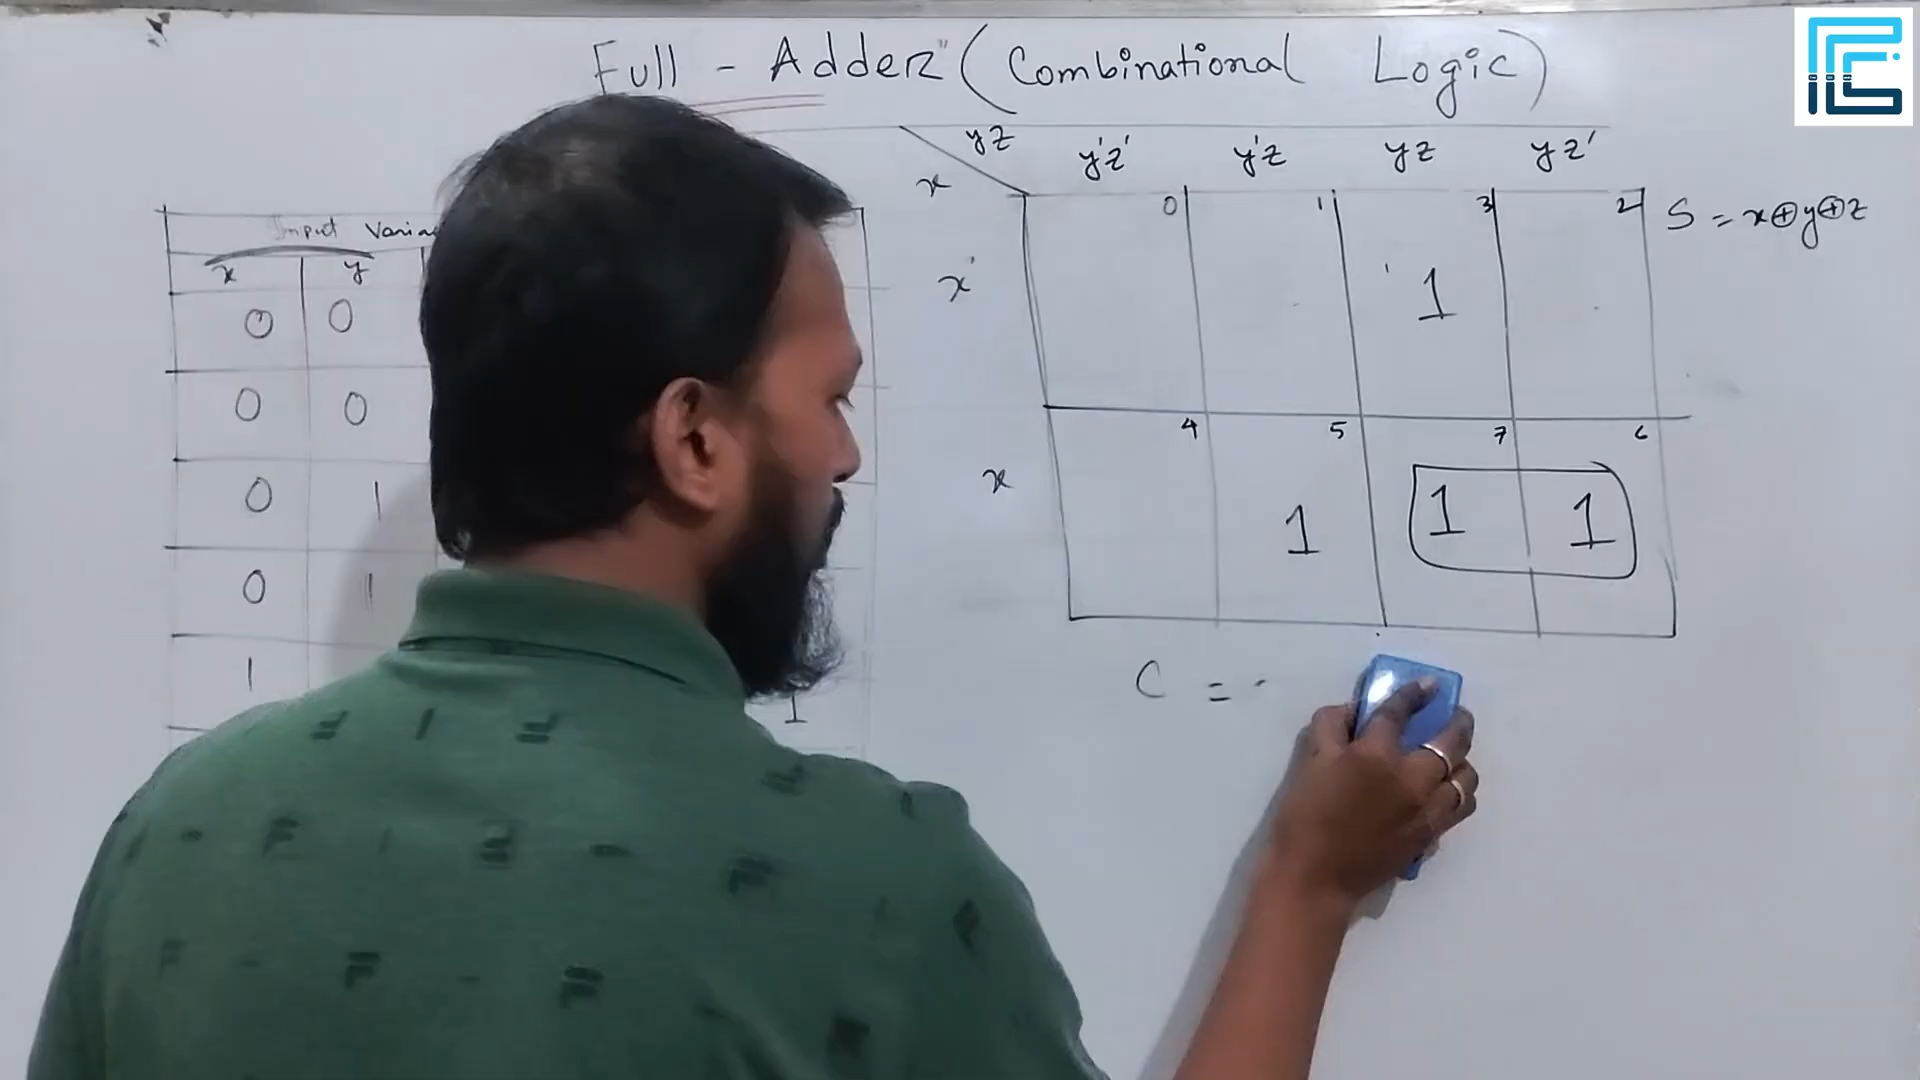 Full - Adder" (Combinational Logic)
yz y'z' y'z yz yz'
x
0 1 3 2 S = x⊕y⊕z
Input
x y
x' 1
0 0
0 0
4 5 7 6
x 1 1 1
0 1
0 1
C =
1 1